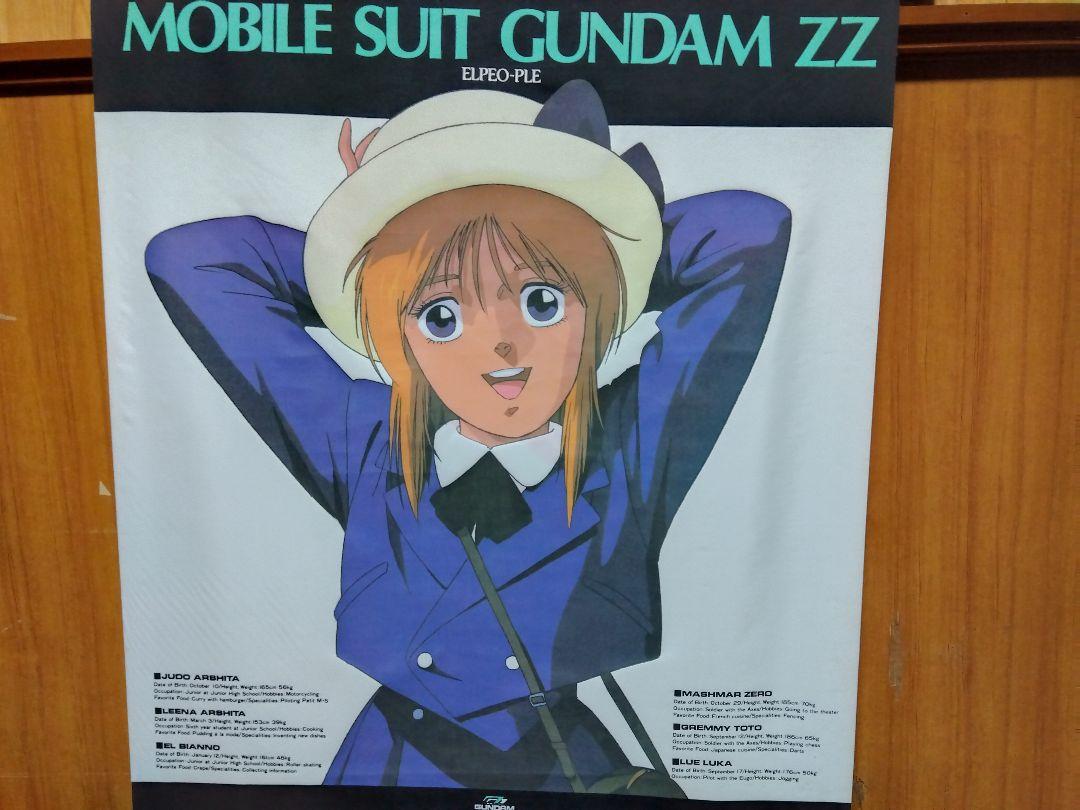 MOBILE SUIT GUNDAM ZZ
ELPEO-PLE
■JUDO ARSHITA
Date of Birth: October 10/Height, Weight: 165cm 56kg
Occupation: Junior at Junior High School/Hobbies: Motorcycling
Favorite Food: Curry with hamburger/Specialities: Piloting Petit M-S
■LEENA ARSHITA
Date of Birth: March 3/Height, Weight: 153cm 39kg
Occupation: Sixth year student at Junior School/Hobbies: Cooking
Favorite Food: Pudding a la mode/Specialities: Inventing new dishes
■EL BIANNO
Date of Birth: January 12/Height, Weight: 161cm 45kg
Occupation: Junior at Junior High School/Hobbies: Roller-skating
Favorite Food: Crepe/Specialities: Collecting information
■MASHMAR ZERO
Date of Birth: October 29/Height, Weight: 185cm 70kg
Occupation: Soldier with the Axes/Hobbies: Going to the theater
Favorite Food: French cuisine/Specialities: Fencing
■GREMMY TOTO
Date of Birth: September 12/Height, Weight: 186cm 65kg
Occupation: Soldier with the Axes/Hobbies: Playing chess
Favorite Food: Japanese cuisine/Specialities: Darts
■LUE LUKA
Date of Birth: September 17/Height, Weight: 176cm 50kg
Occupation: Pilot with the Eugo/Hobbies: Jogging
GUNDAM